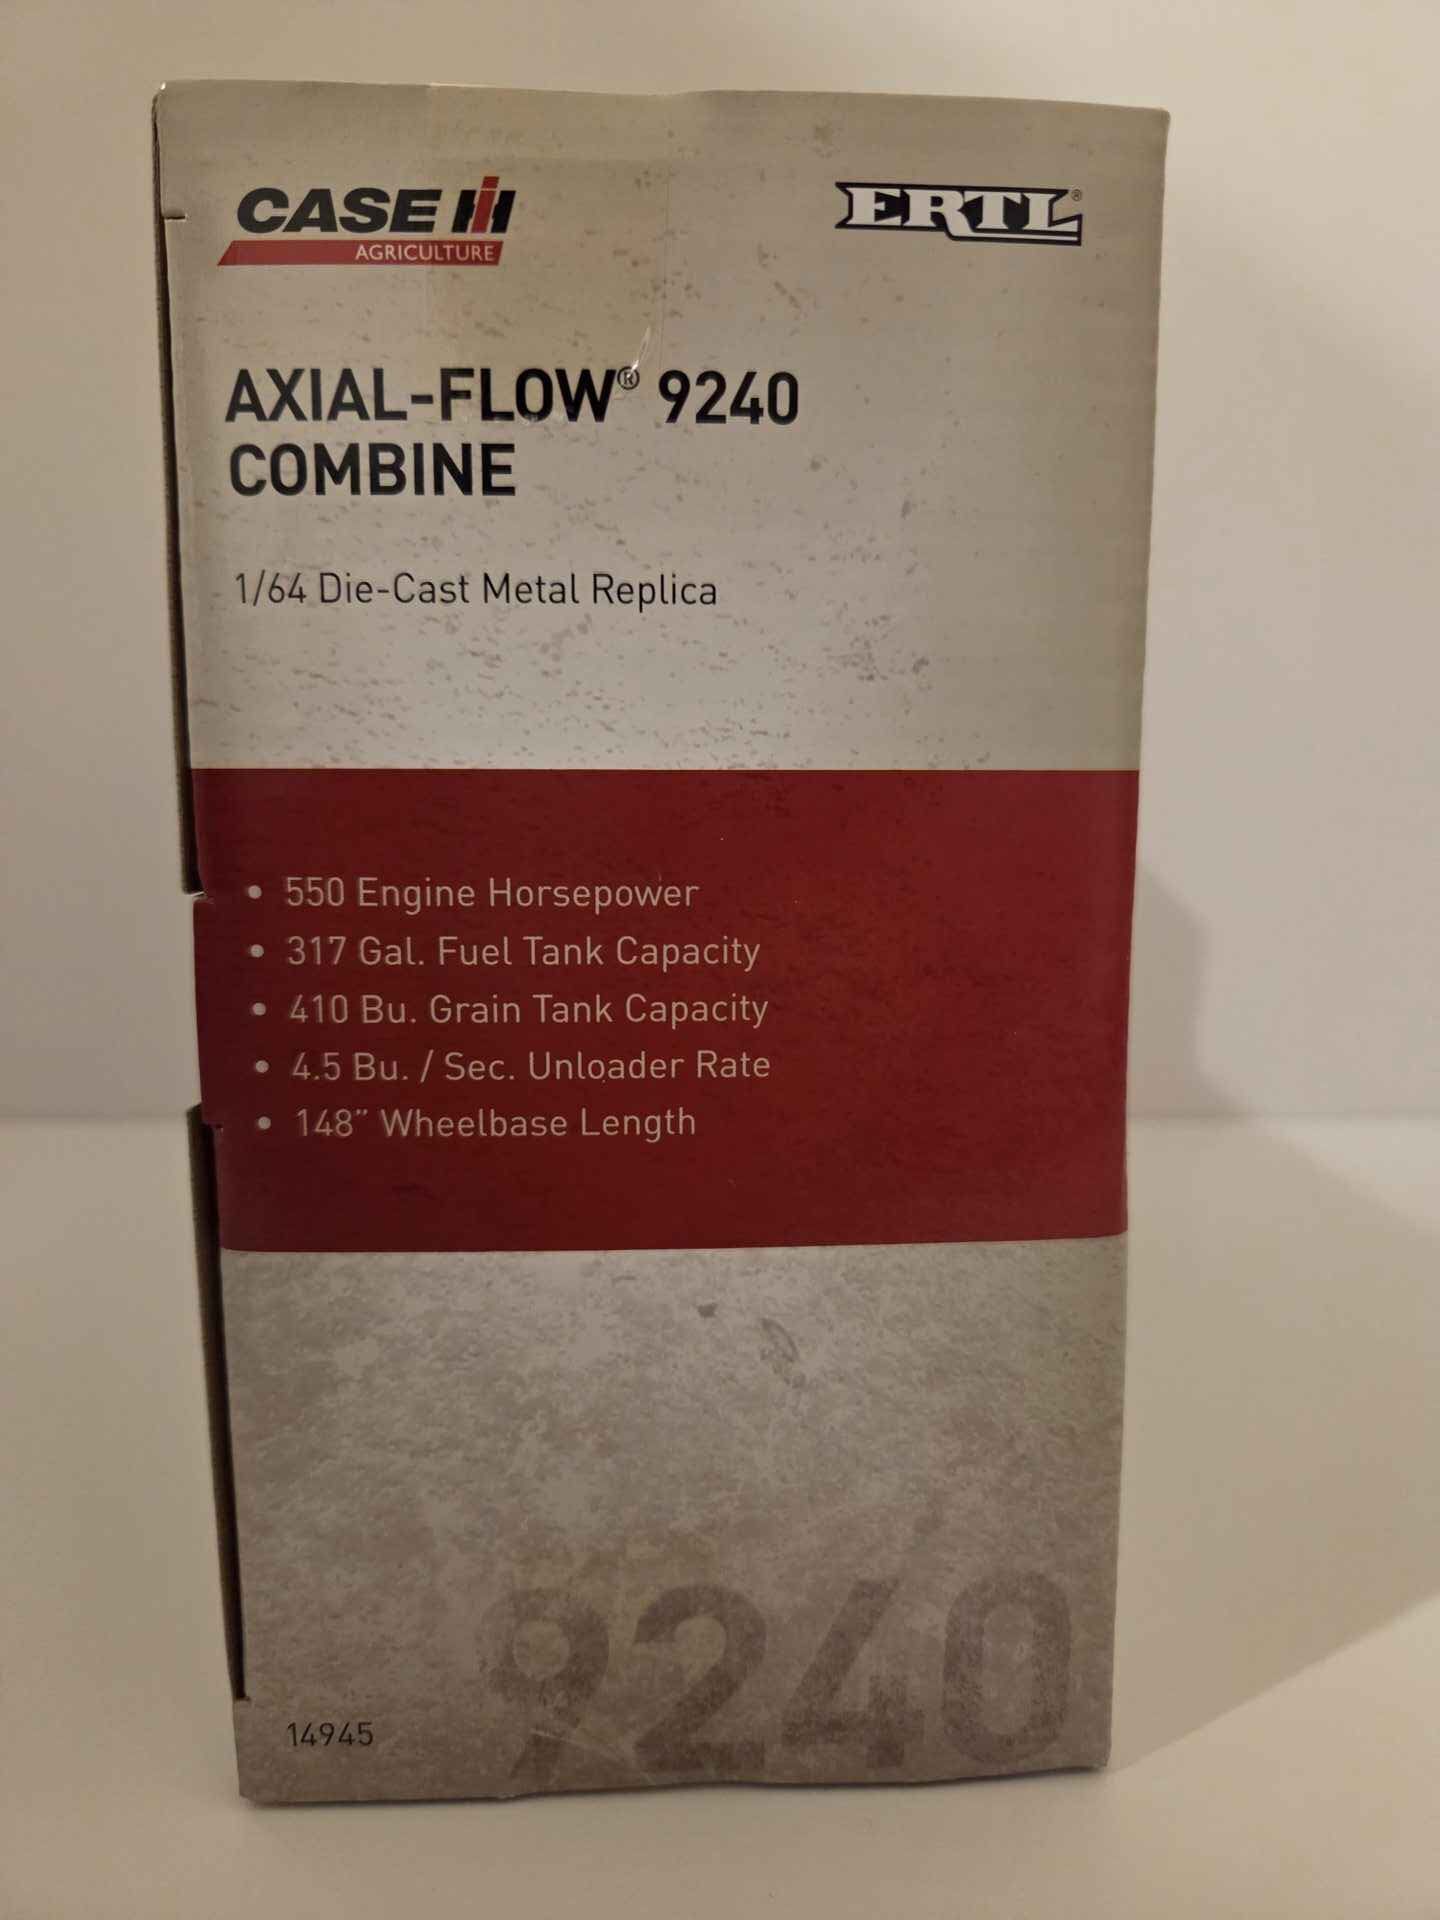 CASE IH
AGRICULTURE
ERTL®
AXIAL-FLOW® 9240
COMBINE
1/64 Die-Cast Metal Replica
• 550 Engine Horsepower
• 317 Gal. Fuel Tank Capacity
• 410 Bu. Grain Tank Capacity
• 4.5 Bu. / Sec. Unloader Rate
• 148" Wheelbase Length
9240
14945